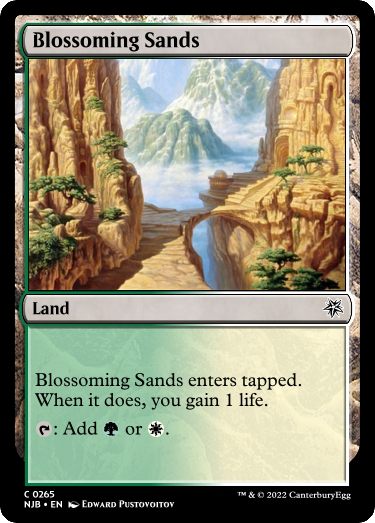 Blossoming Sands
Land
Blossoming Sands enters tapped.
When it does, you gain 1 life.
: Add or .
C 0265
NJB • EN Edward Pustovoitov
™ & © 2022 CanterburyEgg